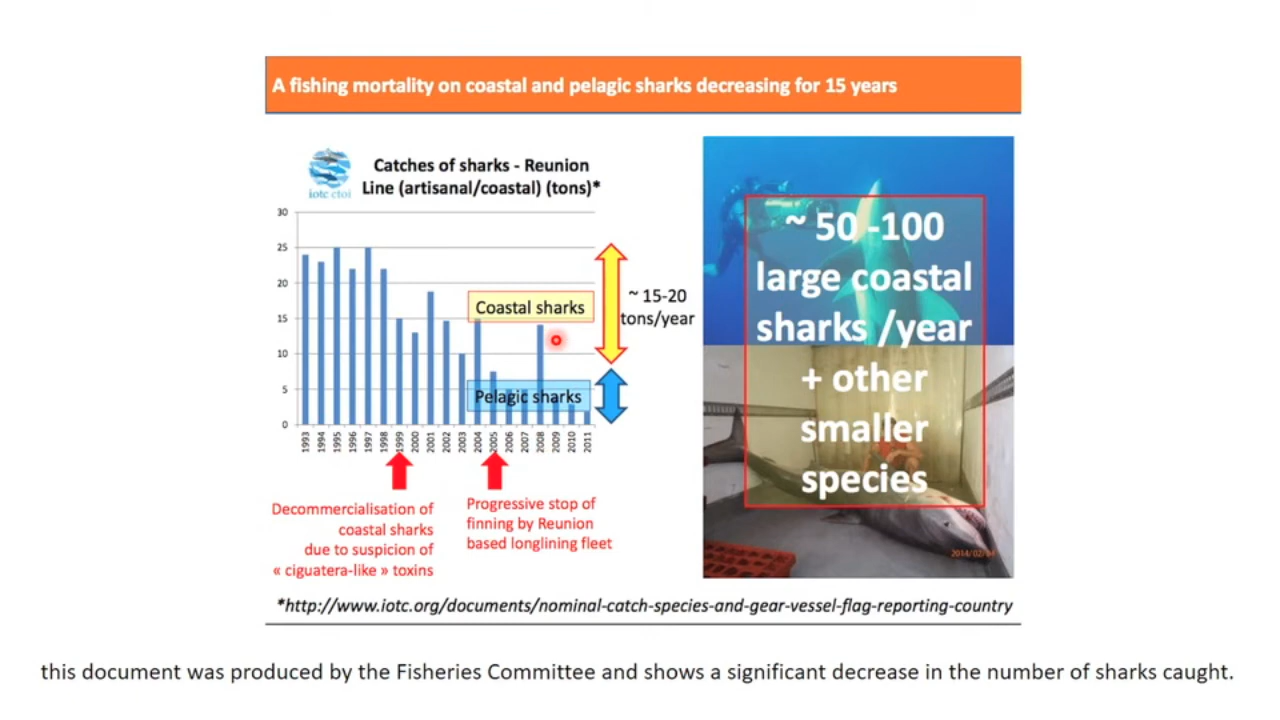 A fishing mortality on coastal and pelagic sharks decreasing for 15 years
iotc ctoi
Catches of sharks - Reunion
Line (artisanal/coastal) (tons)*
30
25
20
15
10
5
0
Coastal sharks
Pelagic sharks
~ 15-20
tons/year
1993
1994
1995
1996
1997
1998
1999
2000
2001
2002
2003
2004
2005
2006
2007
2008
2009
2010
2011
Decommercialisation of
coastal sharks
due to suspicion of
« ciguatera-like » toxins
Progressive stop of
finning by Reunion
based longlining fleet
~ 50 -100
large coastal
sharks /year
+ other
smaller
species
*http://www.iotc.org/documents/nominal-catch-species-and-gear-vessel-flag-reporting-country
this document was produced by the Fisheries Committee and shows a significant decrease in the number of sharks caught.